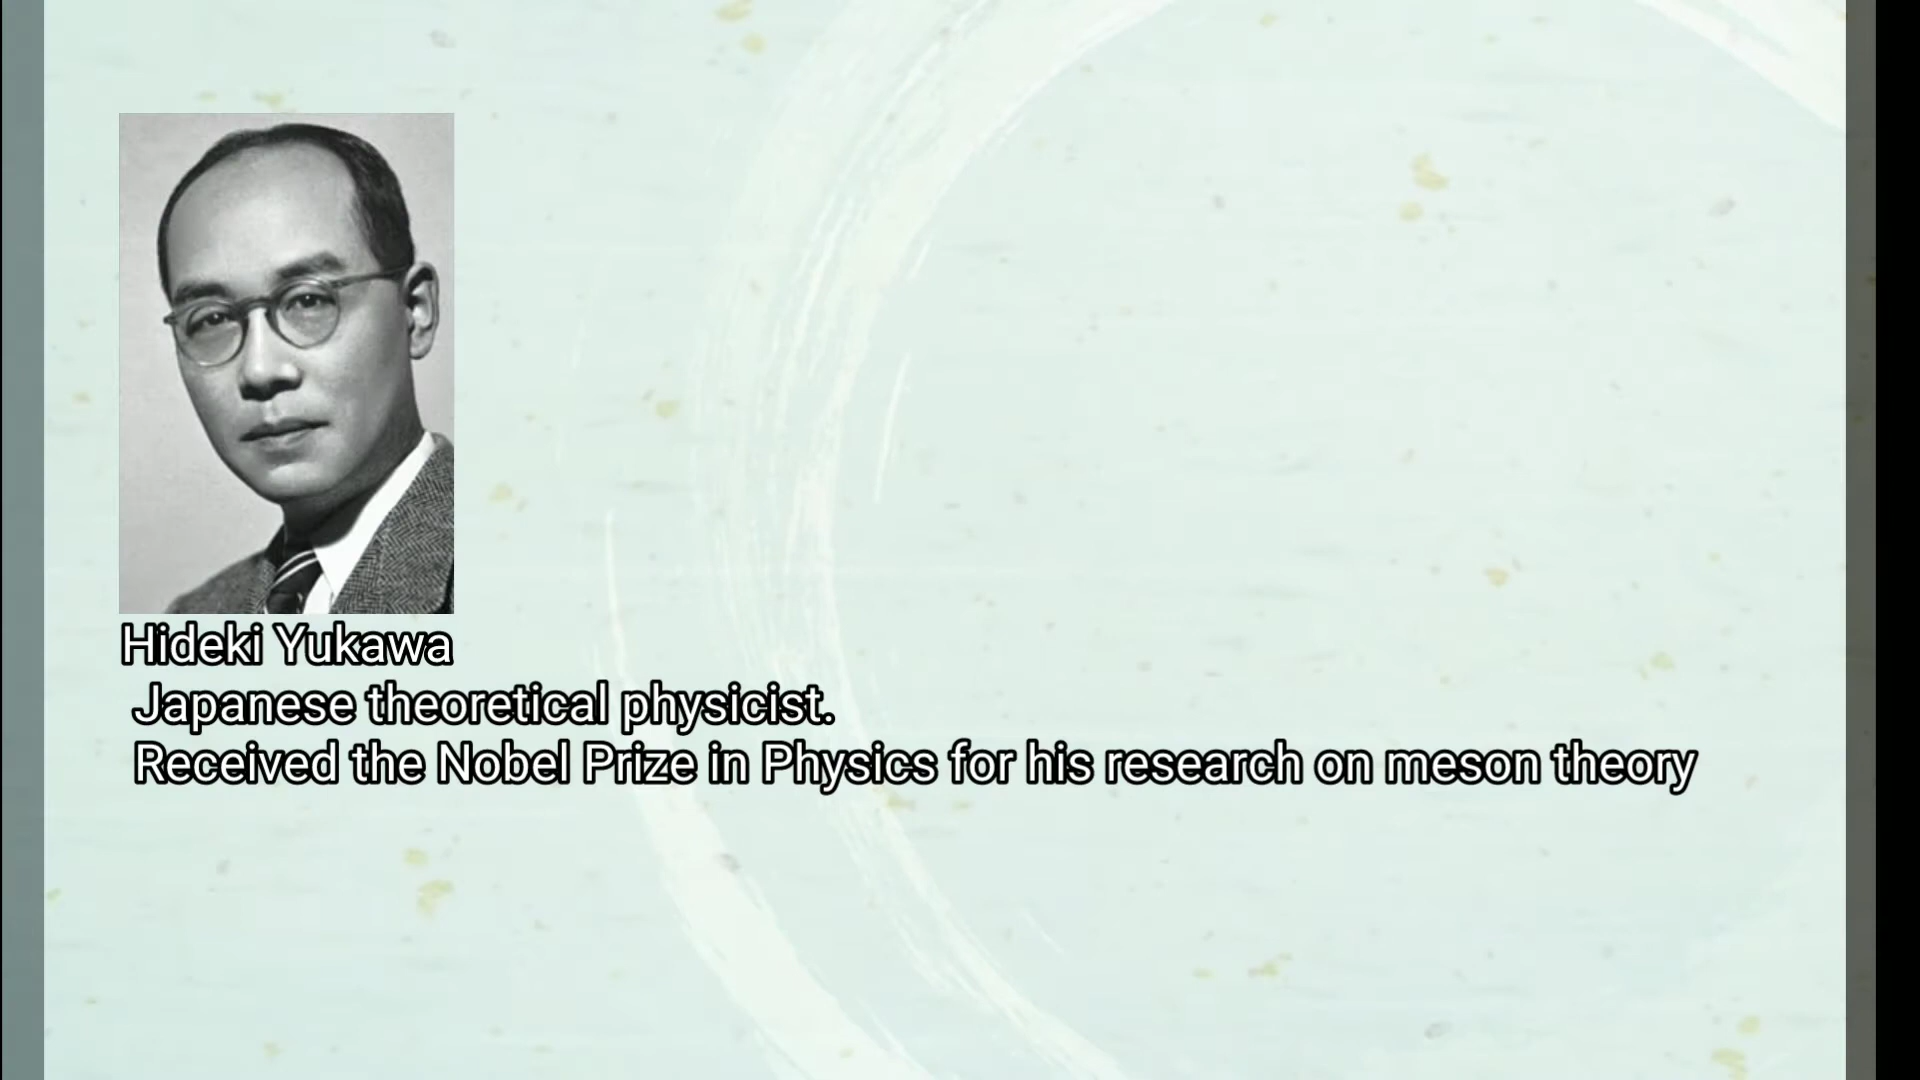 Hideki Yukawa
Japanese theoretical physicist.
Received the Nobel Prize in Physics for his research on meson theory